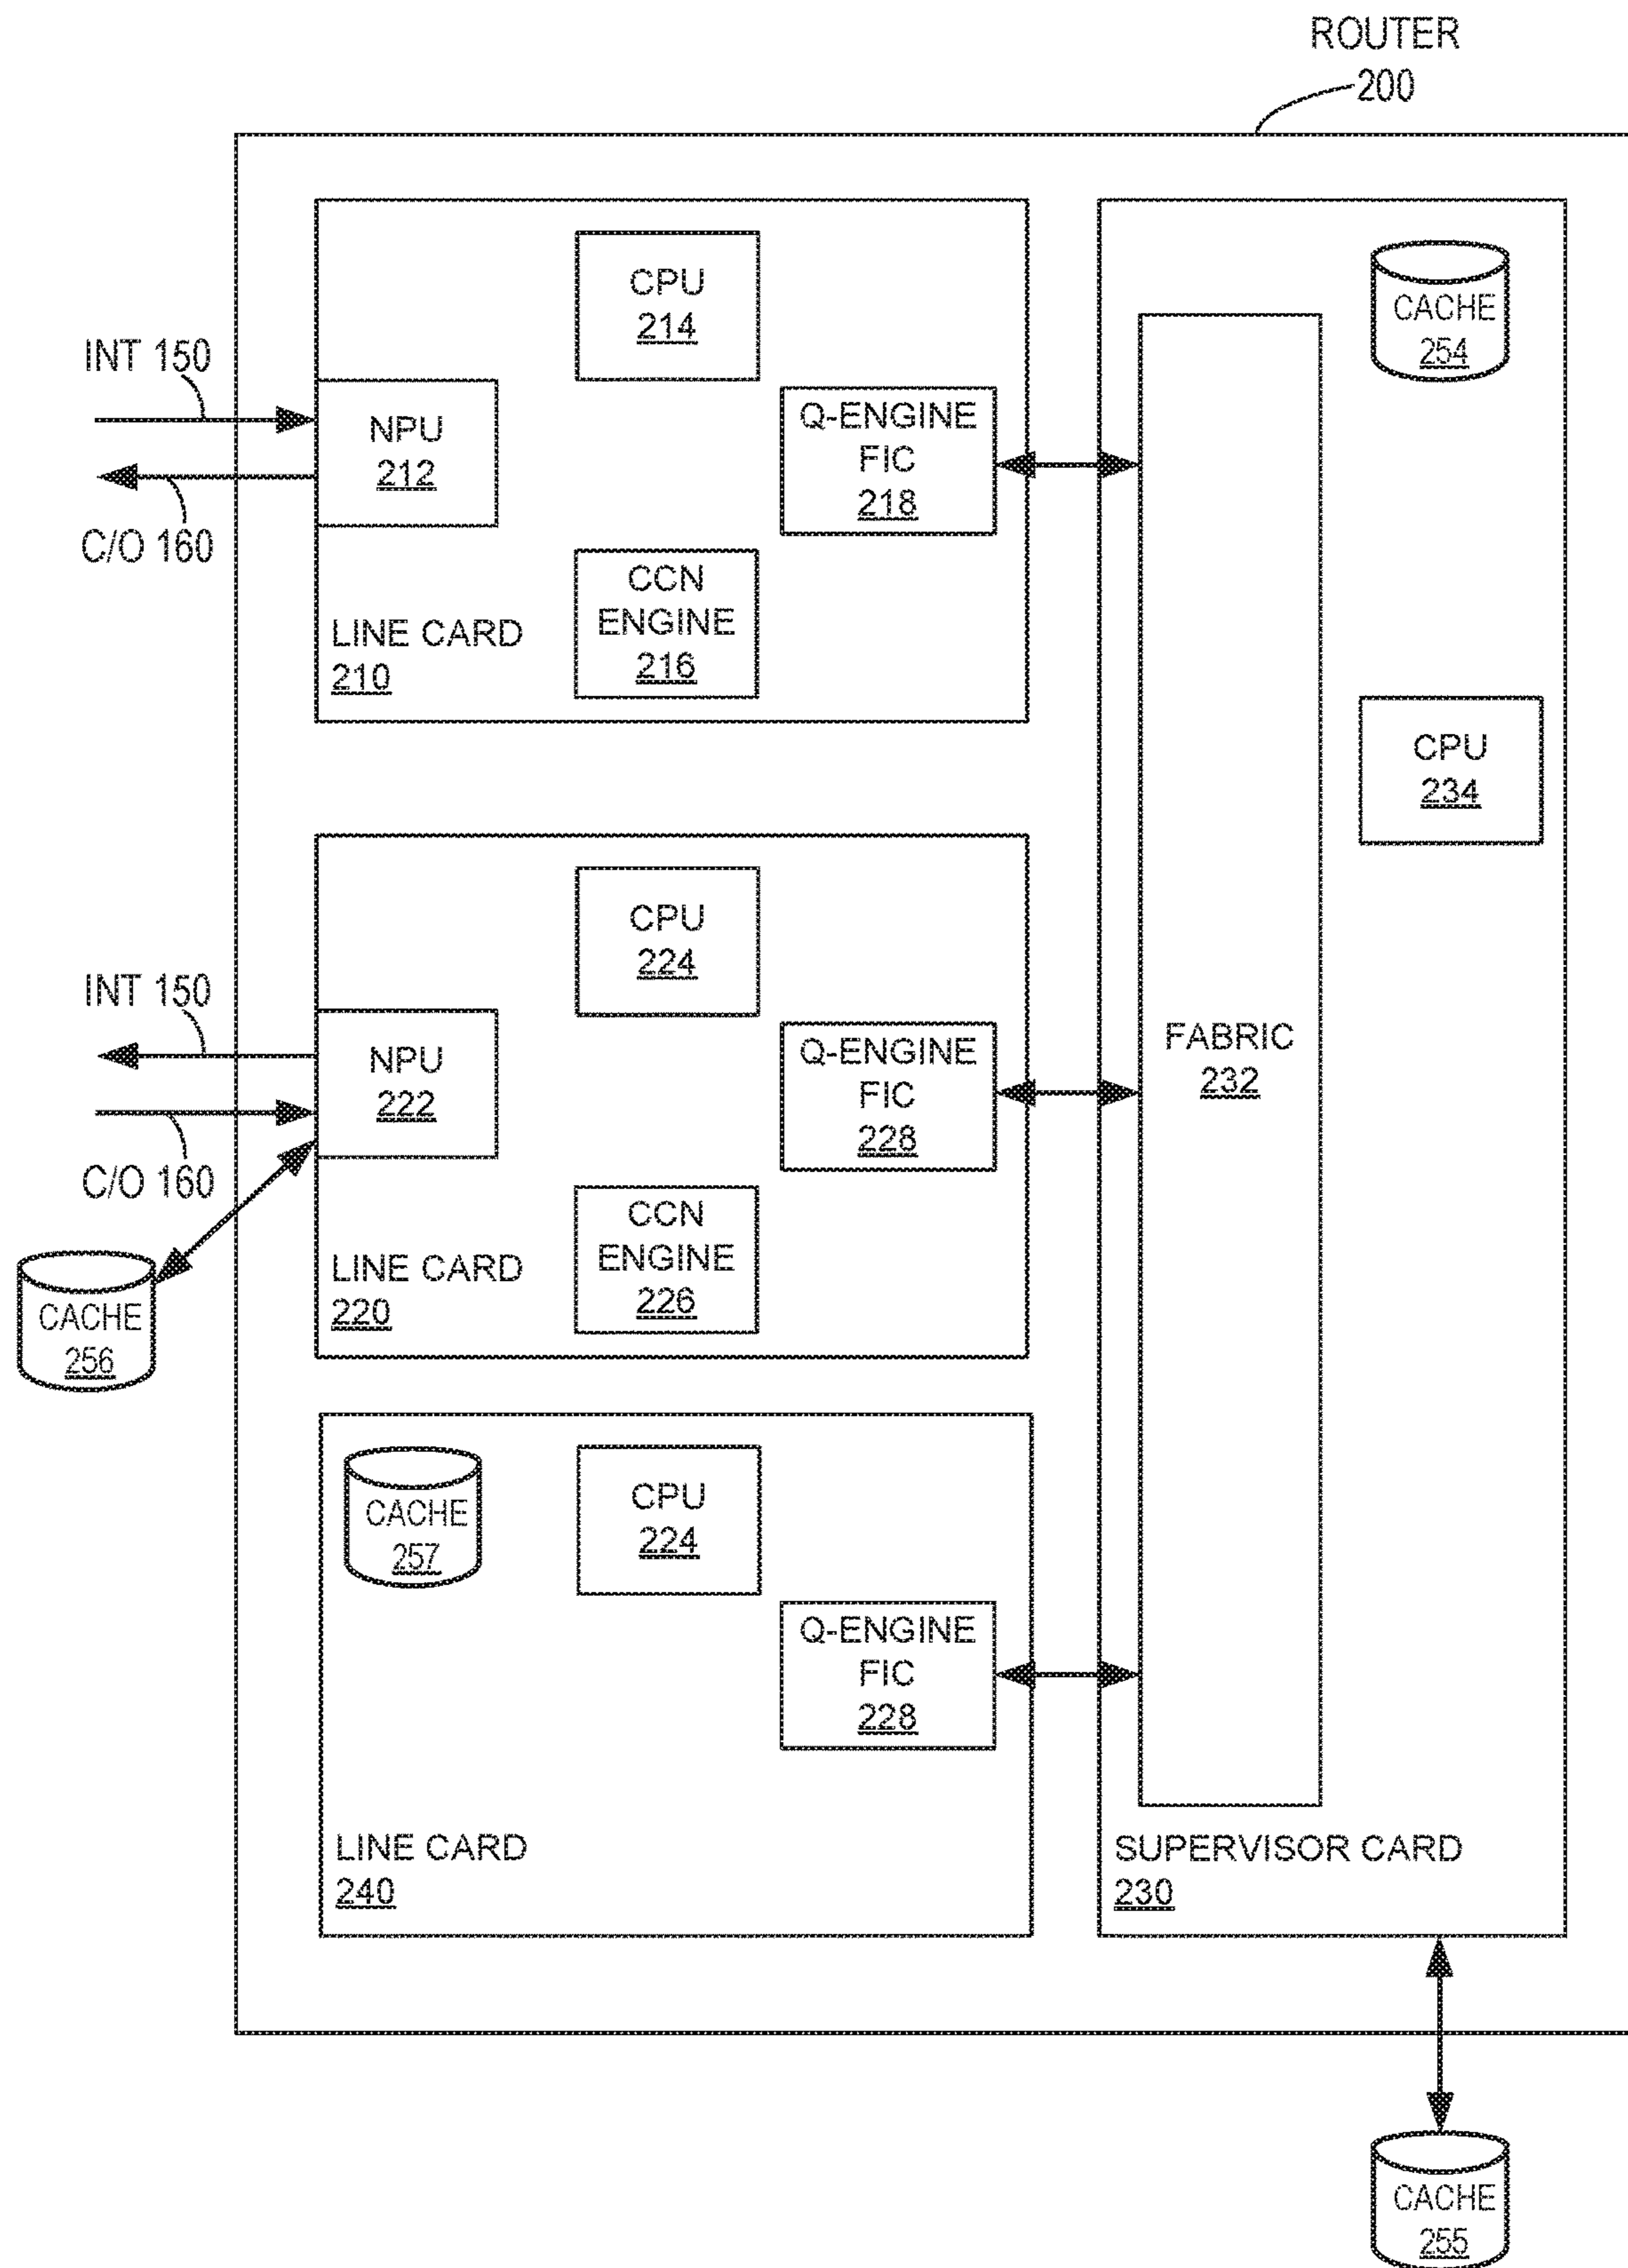 ROUTER
200
CPU
214
CACHE
254
INT 150
NPU
212
Q-ENGINE
FIC
218
C/O 160
CCN
ENGINE
216
LINE CARD
210
CPU
234
CPU
224
INT 150
NPU
222
Q-ENGINE
FIC
228
FABRIC
232
C/O 160
CCN
ENGINE
226
LINE CARD
220
CACHE
256
CACHE
257
CPU
224
Q-ENGINE
FIC
228
LINE CARD
240
SUPERVISOR CARD
230
CACHE
255